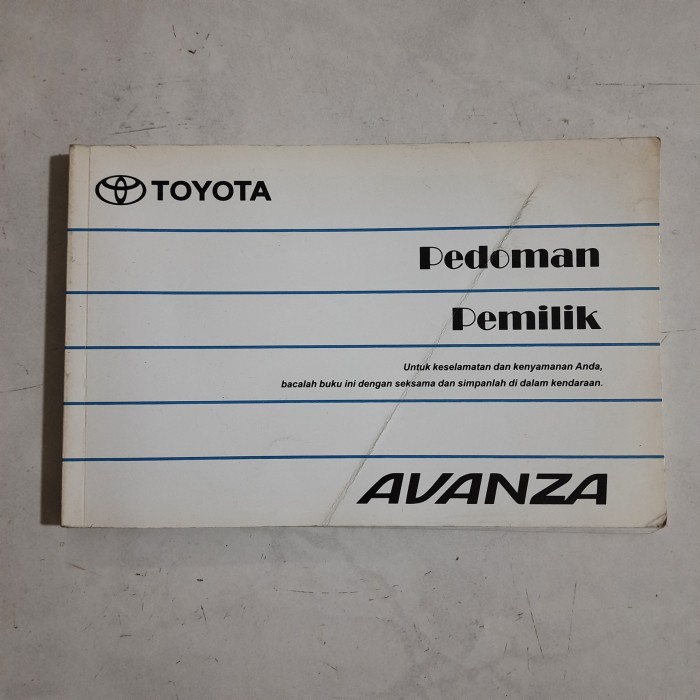 TOYOTA
Pedoman
Pemilik
Untuk keselamatan dan kenyamanan Anda,
bacalah buku ini dengan seksama dan simpanlah di dalam kendaraan.
AVANZA